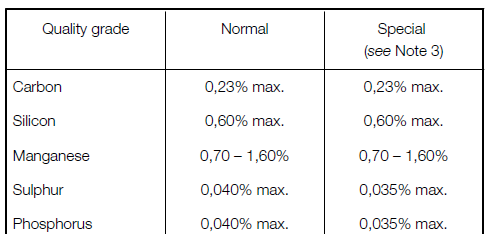 Quality grade Normal Special
(see Note 3)
Carbon 0,23% max. 0,23% max.
Silicon 0,60% max. 0,60% max.
Manganese 0,70 – 1,60% 0,70 – 1,60%
Sulphur 0,040% max. 0,035% max.
Phosphorus 0,040% max. 0,035% max.